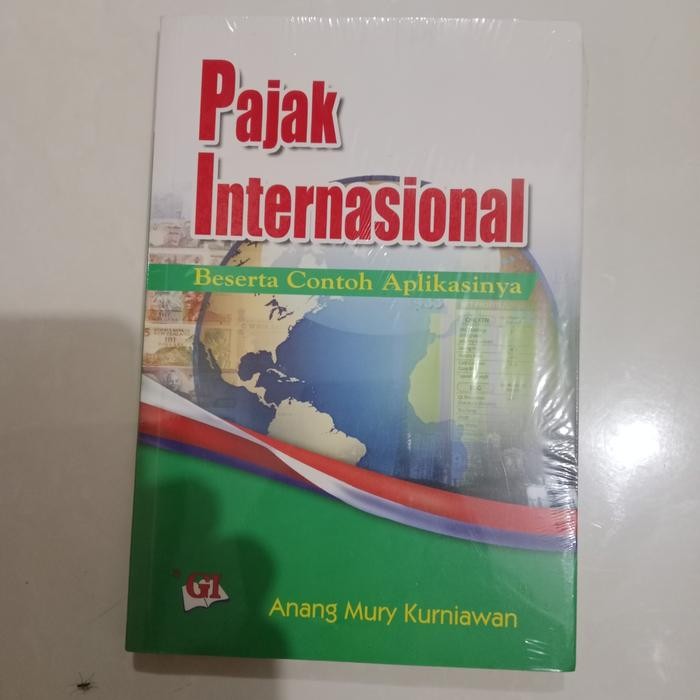 Pajak
Internasional
Beserta Contoh Aplikasinya
GI
Anang Mury Kurniawan